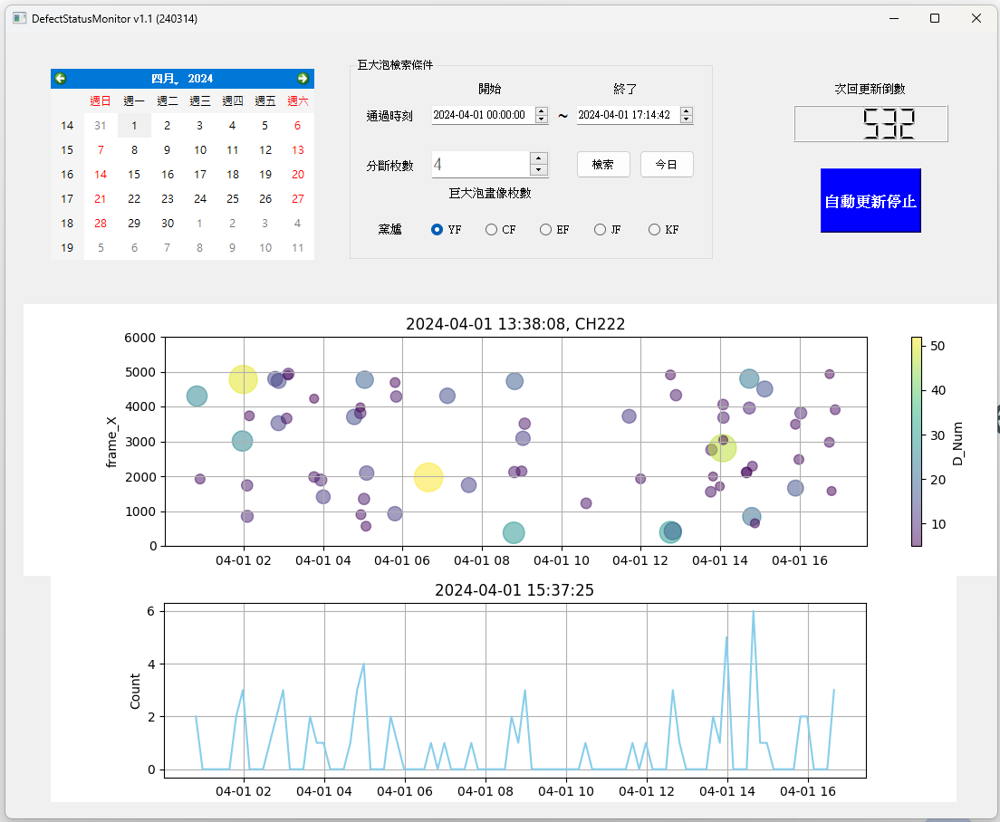 DefectStatusMonitor v1.1 (240314)
四月, 2024
週日 週一 週二 週三 週四 週五 週六
14 31 1 2 3 4 5 6
15 7 8 9 10 11 12 13
16 14 15 16 17 18 19 20
17 21 22 23 24 25 26 27
18 28 29 30 1 2 3 4
19 5 6 7 8 9 10 11
巨大泡檢索條件
開始 終了
通過時刻 2024-04-01 00:00:00 ~ 2024-04-01 17:14:42
分斷枚數 4 檢索 今日
巨大泡畫像枚數
窯爐 YF CF EF JF KF
次回更新倒數
532
自動更新停止
2024-04-01 13:38:08, CH222
6000
5000
4000
3000
2000
1000
0
frame_X
04-01 02 04-01 04 04-01 06 04-01 08 04-01 10 04-01 12 04-01 14 04-01 16
50
40
30
20
10
D_Num
2024-04-01 15:37:25
6
4
2
0
Count
04-01 02 04-01 04 04-01 06 04-01 08 04-01 10 04-01 12 04-01 14 04-01 16